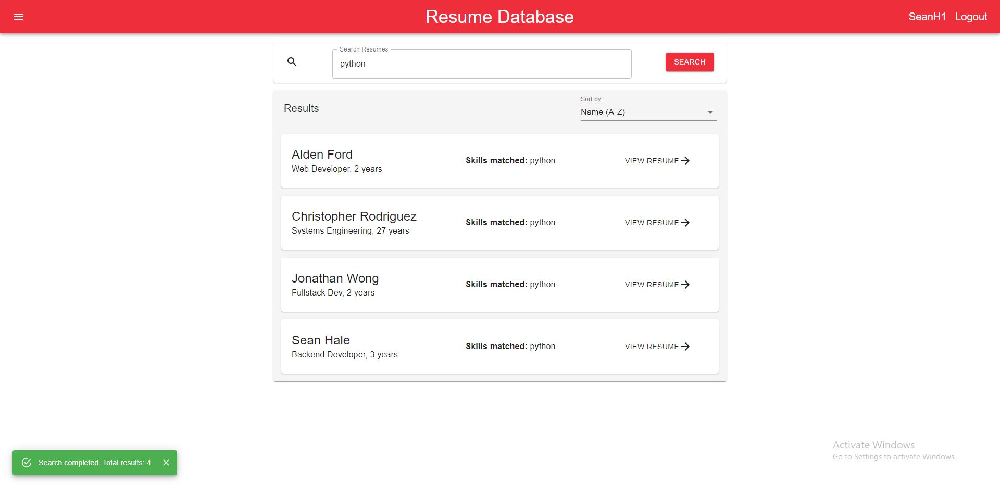 Resume Database
SeanH1 Logout
Search Resumes
python
SEARCH
Results
Sort by:
Name (A-Z)
Alden Ford
Web Developer, 2 years
Skills matched: python
VIEW RESUME
Christopher Rodriguez
Systems Engineering, 27 years
Skills matched: python
VIEW RESUME
Jonathan Wong
Fullstack Dev, 2 years
Skills matched: python
VIEW RESUME
Sean Hale
Backend Developer, 3 years
Skills matched: python
VIEW RESUME
Activate Windows
Go to Settings to activate Windows.
Search completed. Total results: 4